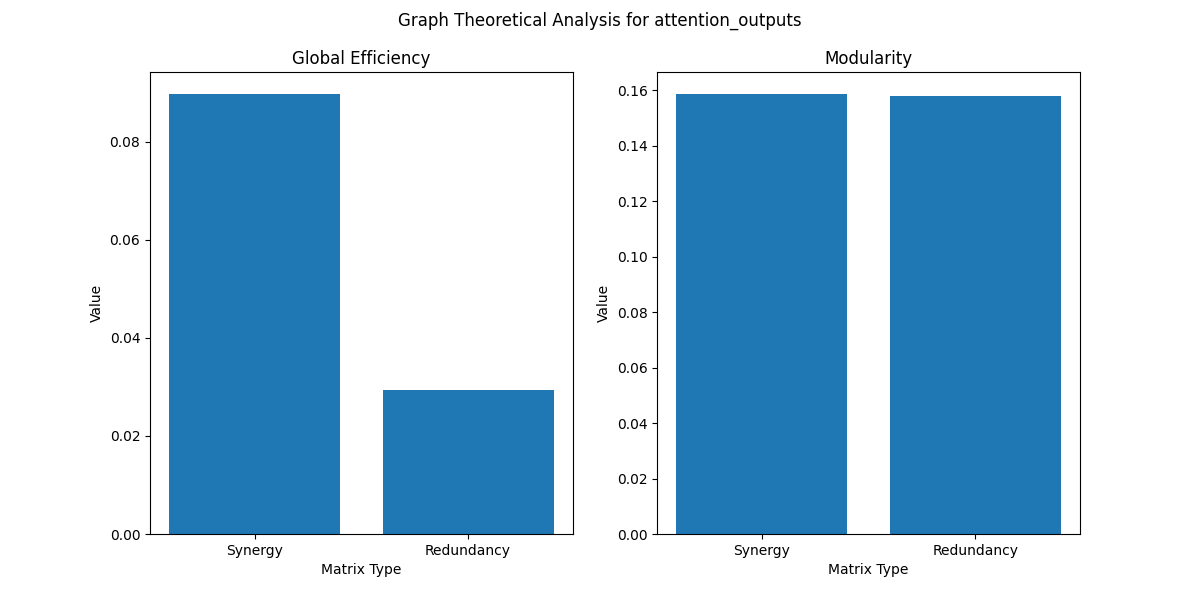 Graph Theoretical Analysis for attention_outputs
Global Efficiency
Value
0.08
0.06
0.04
0.02
0.00
Synergy Redundancy
Matrix Type
Modularity
Value
0.16
0.14
0.12
0.10
0.08
0.06
0.04
0.02
0.00
Synergy Redundancy
Matrix Type